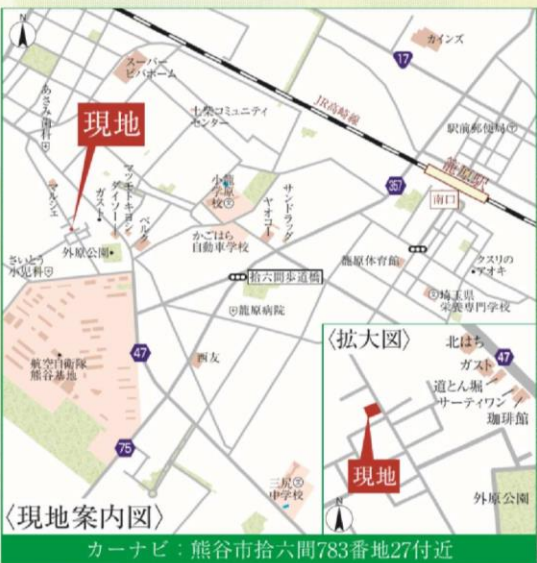 N
カインズ
17
スーパー
ビバホーム
JR高崎線
あさみ歯科
現地
コミュニティ
センター
駅前郵便局
籠原駅
南口
357
マルシェ
ガスト
マツモトキヨシ
ダイソー
ベルク
小学校
かごはら
自動車学校
サンドラッグ
ヤオコー
外原公園
さいとう
小児科
拾六間歩道橋
籠原体育館
クスリの
アオキ
埼玉県
栄養専門学校
籠原病院
47
航空自衛隊
熊谷基地
西友
75
三尻
中学校
〈現地案内図〉
〈拡大図〉
北はち
47
ガスト
道とん堀
サーティワン
珈琲館
現地
外原公園
N
カーナビ：熊谷市拾六間783番地27付近